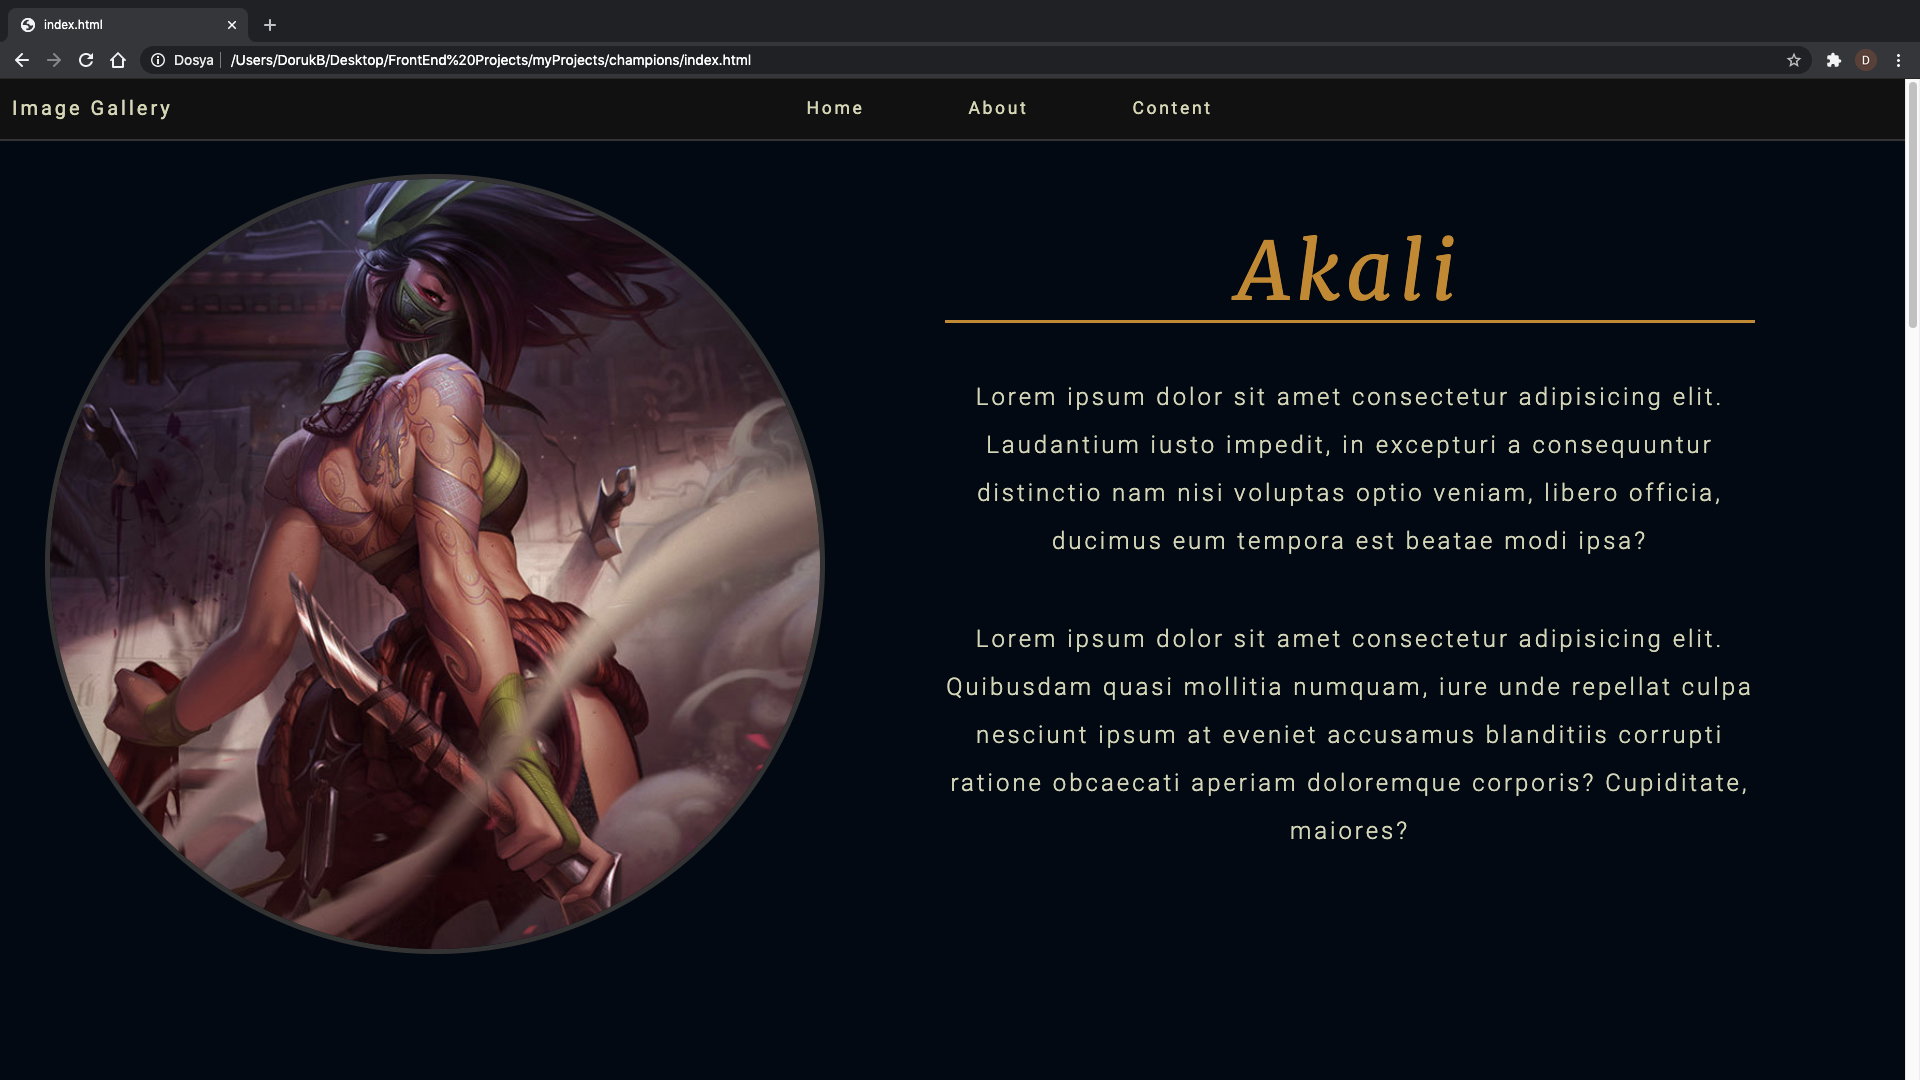 index.html
Dosya
/Users/DorukB/Desktop/FrontEnd%20Projects/myProjects/champions/index.html
D
Image Gallery
Home
About
Content
Akali
Lorem ipsum dolor sit amet consectetur adipisicing elit.
Laudantium iusto impedit, in excepturi a consequuntur
distinctio nam nisi voluptas optio veniam, libero officia,
ducimus eum tempora est beatae modi ipsa?
Lorem ipsum dolor sit amet consectetur adipisicing elit.
Quibusdam quasi mollitia numquam, iure unde repellat culpa
nesciunt ipsum at eveniet accusamus blanditiis corrupti
ratione obcaecati aperiam doloremque corporis? Cupiditate,
maiores?